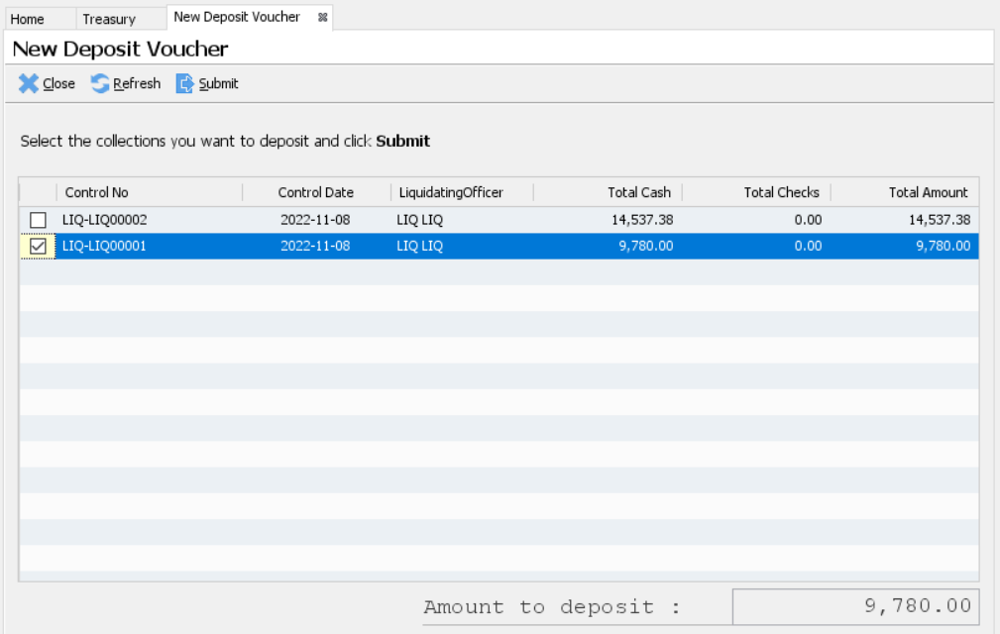 Home Treasury New Deposit Voucher
New Deposit Voucher
Close Refresh Submit
Select the collections you want to deposit and click Submit
Control No Control Date LiquidatingOfficer Total Cash Total Checks Total Amount
LIQ-LIQ00002 2022-11-08 LIQ LIQ 14,537.38 0.00 14,537.38
LIQ-LIQ00001 2022-11-08 LIQ LIQ 9,780.00 0.00 9,780.00
Amount to deposit : 9,780.00